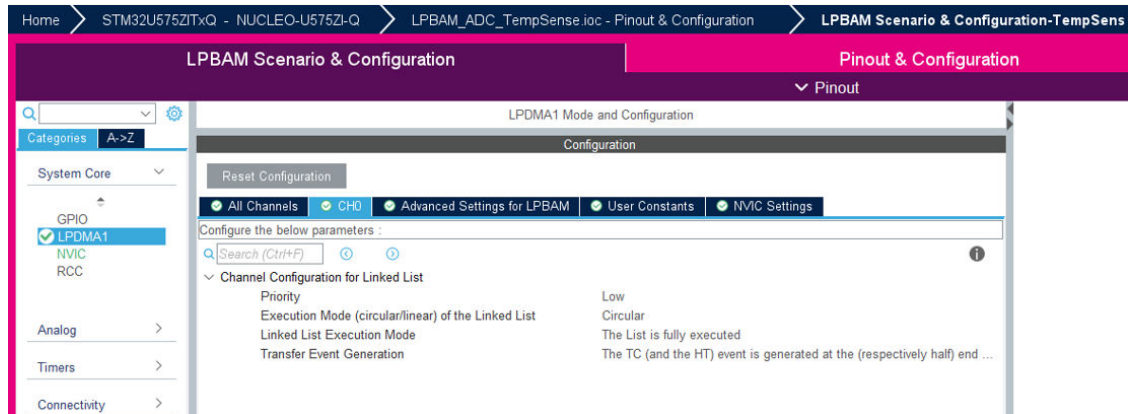 Home STM32U575ZITxQ - NUCLEO-U575ZI-Q LPBAM_ADC_TempSense.ioc - Pinout & Configuration LPBAM Scenario & Configuration-TempSens
LPBAM Scenario & Configuration Pinout & Configuration
Pinout
LPDMA1 Mode and Configuration
Categories A->Z
Configuration
System Core
Reset Configuration
All Channels CH0 Advanced Settings for LPBAM User Constants NVIC Settings
GPIO
Configure the below parameters :
LPDMA1
NVIC
Search (Ctrl+F)
RCC
Channel Configuration for Linked List
Priority Low
Execution Mode (circular/linear) of the Linked List Circular
Analog
Linked List Execution Mode The List is fully executed
Transfer Event Generation The TC (and the HT) event is generated at the (respectively half) end ...
Timers
Connectivity